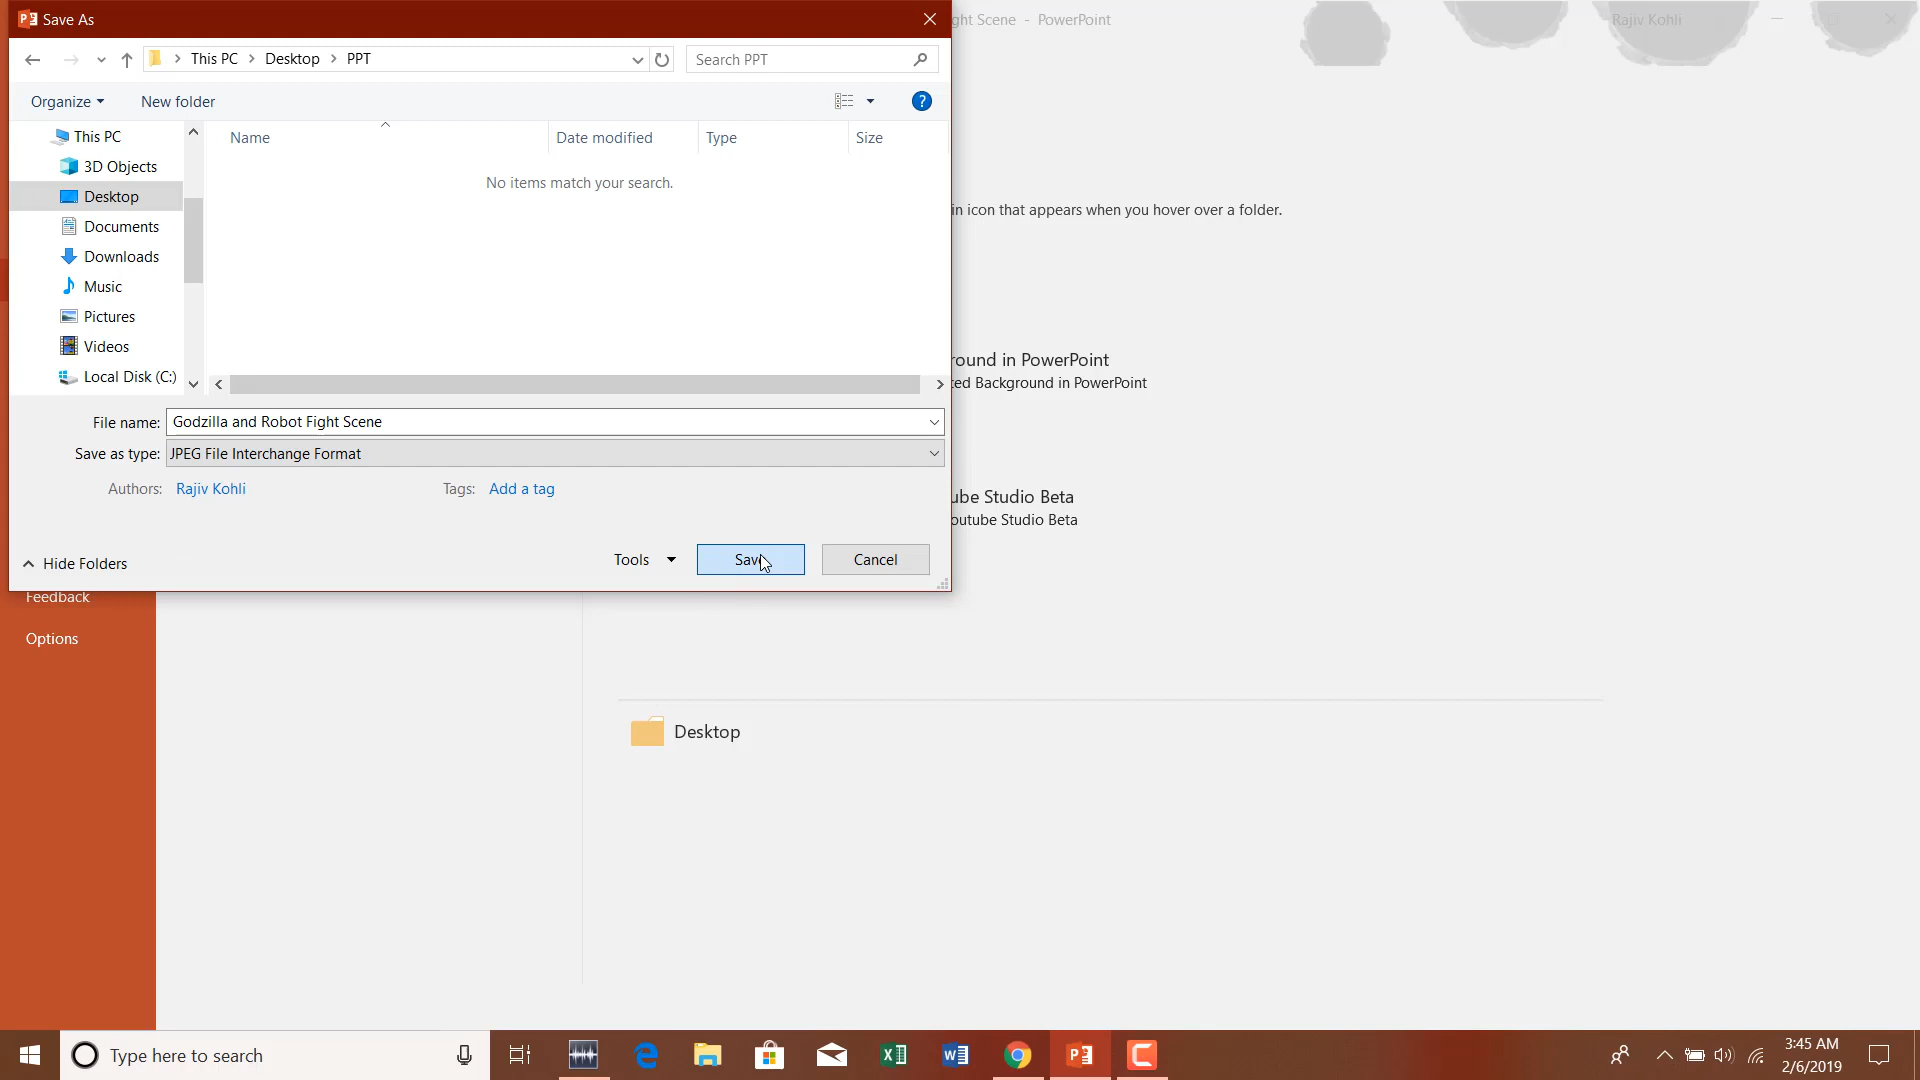 Save As
ght Scene - PowerPoint
Rajiv Kohli
This PC > Desktop > PPT
Search PPT
Organize
New folder
?
This PC
3D Objects
Desktop
Documents
Downloads
Music
Pictures
Videos
Local Disk (C:)
Name
Date modified
Type
Size
No items match your search.
in icon that appears when you hover over a folder.
round in PowerPoint
ted Background in PowerPoint
ube Studio Beta
outube Studio Beta
File name: Godzilla and Robot Fight Scene
Save as type: JPEG File Interchange Format
Authors: Rajiv Kohli
Tags: Add a tag
Hide Folders
Tools
Save
Cancel
Feedback
Options
Desktop
Type here to search
3:45 AM
2/6/2019